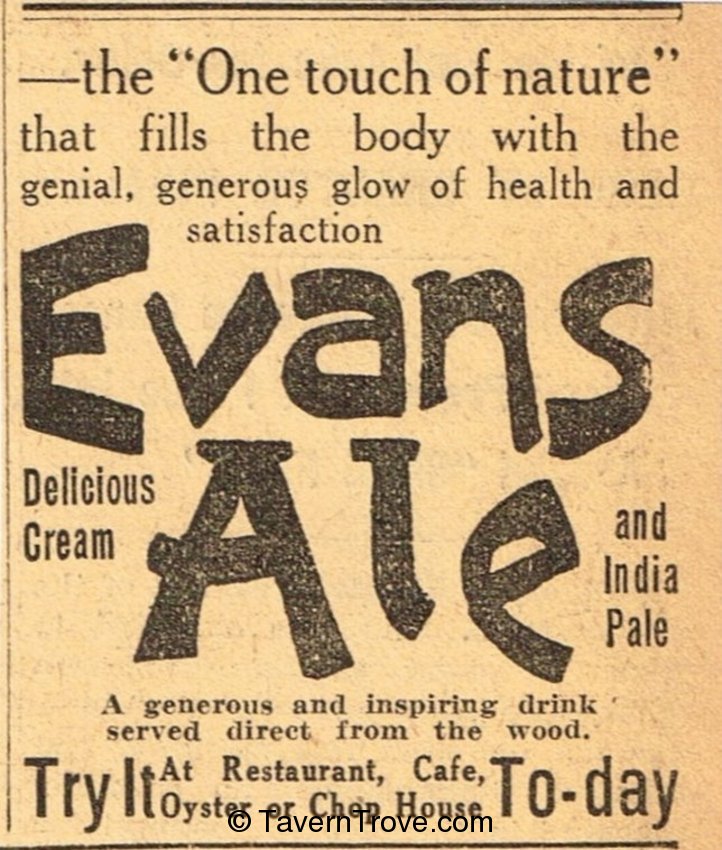 —the “One touch of nature”
that fills the body with the
genial, generous glow of health and
satisfaction
Evans
Ale
Delicious
Cream
and
India
Pale
A generous and inspiring drink
served direct from the wood.
Try It At Restaurant, Cafe, To-day
Oyster or Chop House
© TavernTrove.com